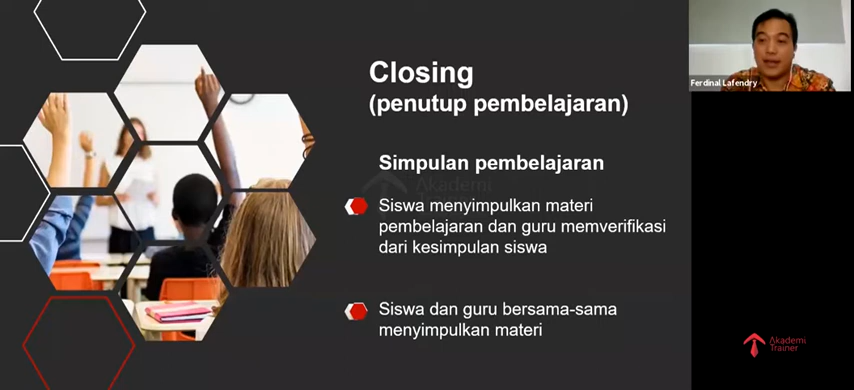 Closing
(penutup pembelajaran)
Simpulan pembelajaran
Akademi
Siswa menyimpulkan materi
pembelajaran dan guru memverifikasi
dari kesimpulan siswa
Siswa dan guru bersama-sama
menyimpulkan materi
Ferdinal Lafendry
Akademi
Trainer